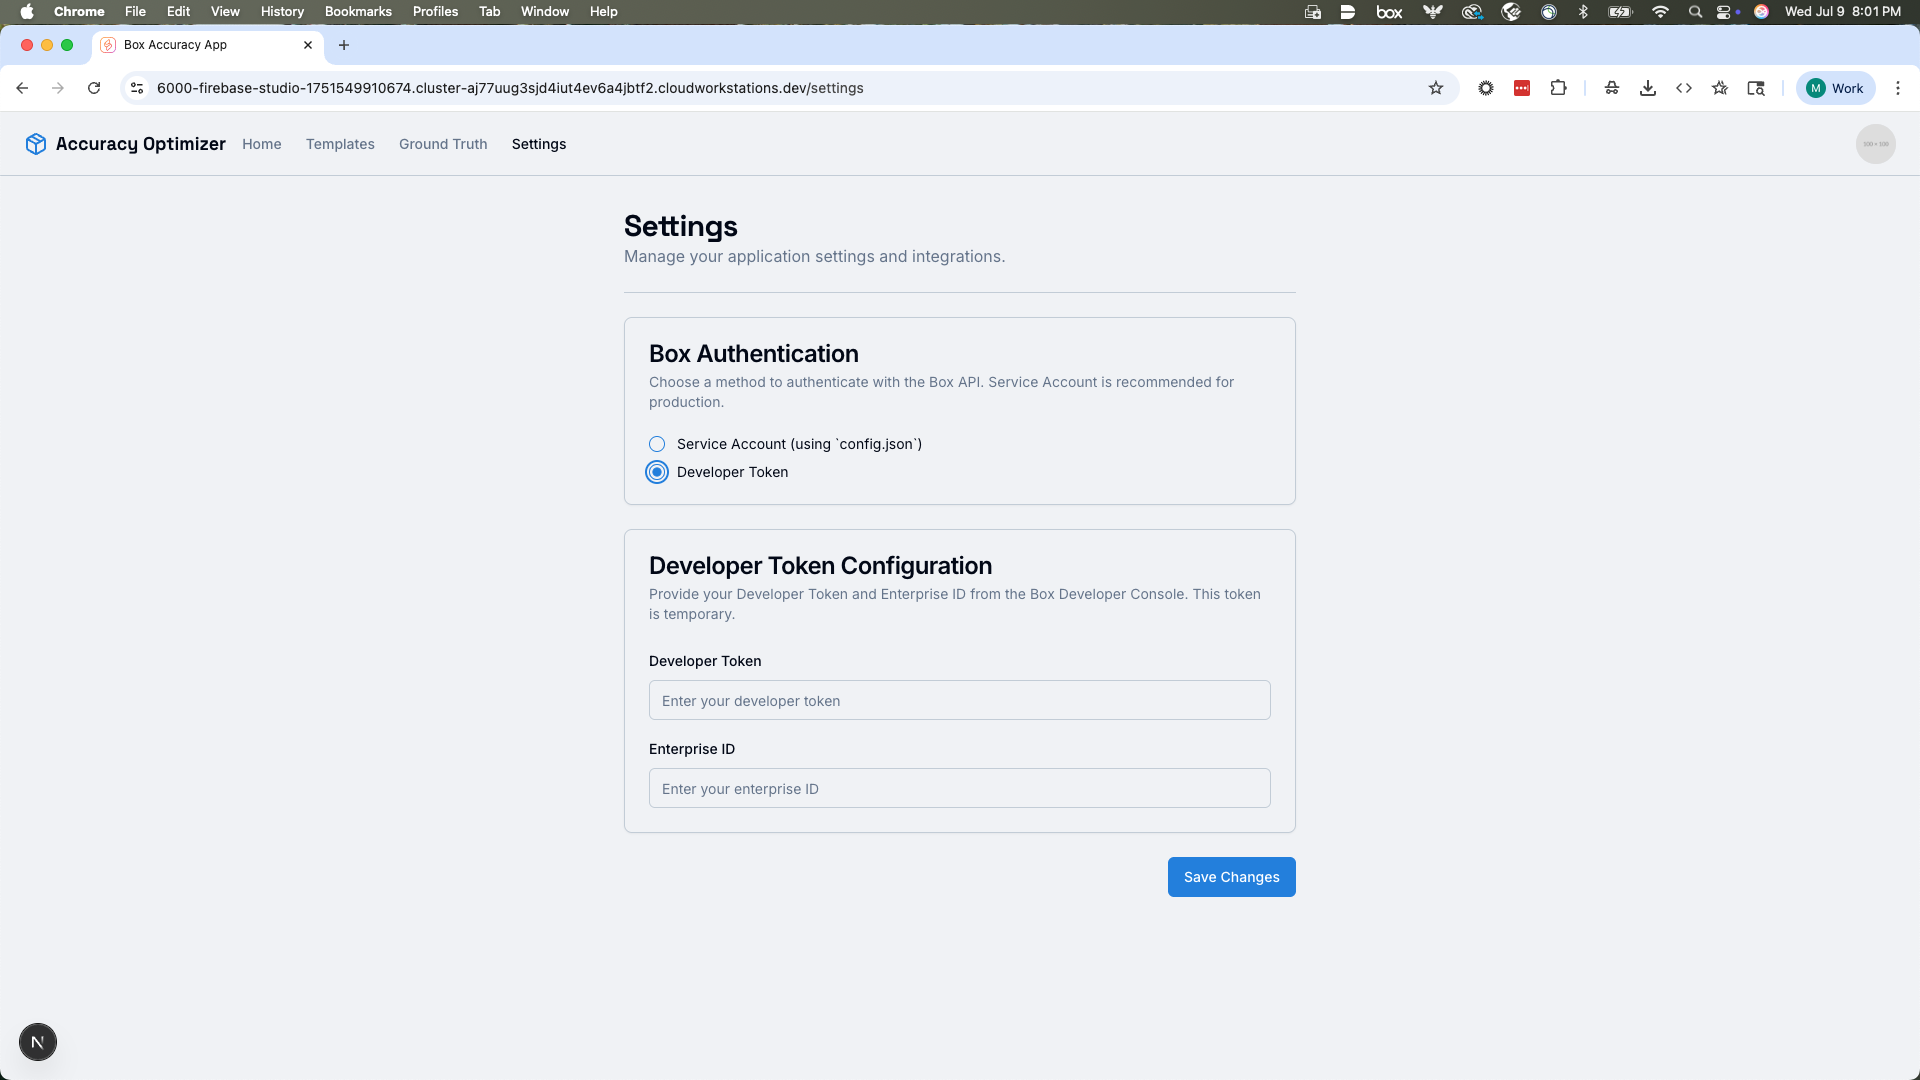 Chrome File Edit View History Bookmarks Profiles Tab Window Help box Wed Jul 9 8:01 PM
Box Accuracy App
6000-firebase-studio-1751549910674.cluster-aj77uug3sjd4iut4ev6a4jbtf2.cloudworkstations.dev/settings
M Work
Accuracy Optimizer Home Templates Ground Truth Settings
100 × 100
Settings
Manage your application settings and integrations.
Box Authentication
Choose a method to authenticate with the Box API. Service Account is recommended for
production.
Service Account (using `config.json`)
Developer Token
Developer Token Configuration
Provide your Developer Token and Enterprise ID from the Box Developer Console. This token
is temporary.
Developer Token
Enter your developer token
Enterprise ID
Enter your enterprise ID
Save Changes
N